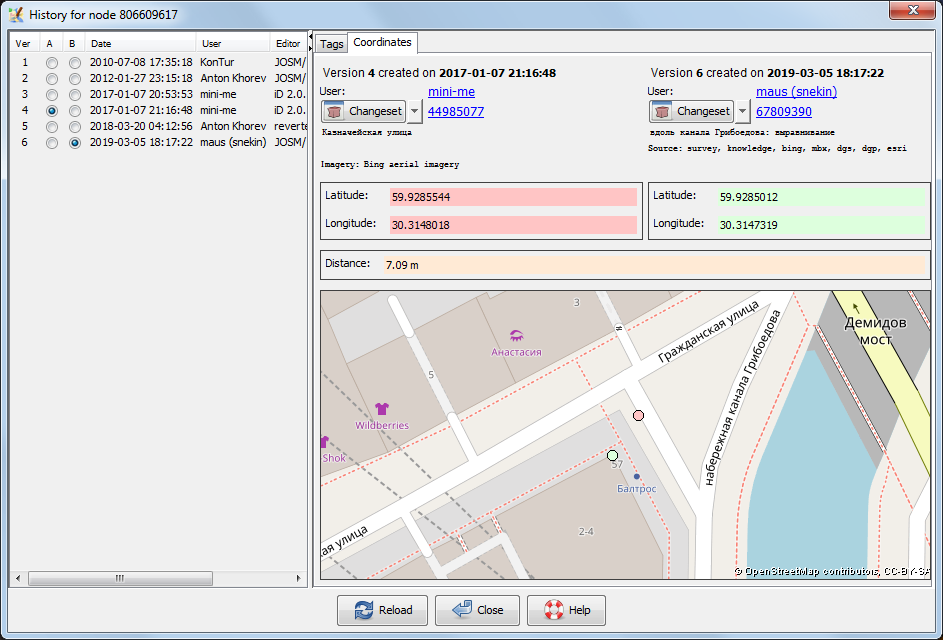 History for node 806609617
Ver A B Date User Editor
1 2010-07-08 17:35:18 KonTur JOSM/
2 2012-01-27 23:15:18 Anton Khorev JOSM/
3 2017-01-07 20:53:53 mini-me iD 2.0.
4 2017-01-07 21:16:48 mini-me iD 2.0.
5 2018-03-20 04:12:56 Anton Khorev reverte
6 2019-03-05 18:17:22 maus (snekin) JOSM/
Tags Coordinates
Version 4 created on 2017-01-07 21:16:48
User: mini-me
Changeset 44985077
Казначейская улица
Imagery: Bing aerial imagery
Version 6 created on 2019-03-05 18:17:22
User: maus (snekin)
Changeset 67809390
вдоль канала Грибоедова: выравнивание
Source: survey, knowledge, bing, mbx, dgs, dgp, esri
Latitude: 59.9285544
Longitude: 30.3148018
Latitude: 59.9285012
Longitude: 30.3147319
Distance: 7.09 m
3
≠
Гражданская улица
Демидов
мост
Анастасия
5
набережная канала Грибоедова
Wildberries
Shok
57
Балтрос
2-4
ая улица
© OpenStreetMap contributors, CC-BY-SA
Reload Close Help